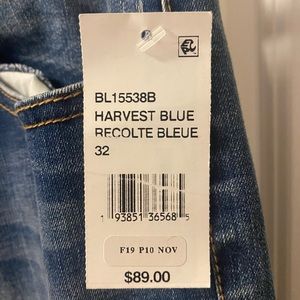 BL15538B
HARVEST BLUE
RECOLTE BLEUE
32
1 93851 36568 5
F19 P10 NOV
$89.00